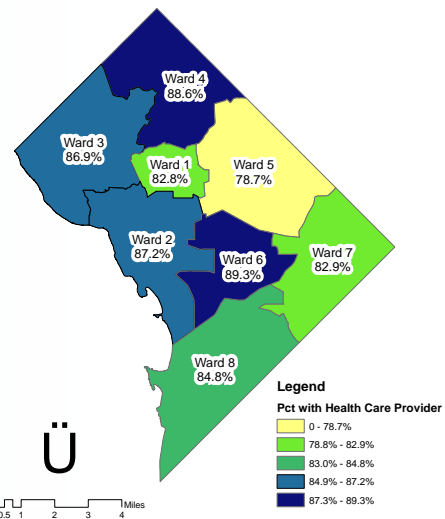 Ward 4
88.6%
Ward 3
86.9%
Ward 1
82.8%
Ward 5
78.7%
Ward 2
87.2%
Ward 6
89.3%
Ward 7
82.9%
Ward 8
84.8%
Legend
Pct with Health Care Provider
0 - 78.7%
78.8% - 82.9%
83.0% - 84.8%
84.9% - 87.2%
87.3% - 89.3%
Ü
Miles
0.5 1 2 3 4